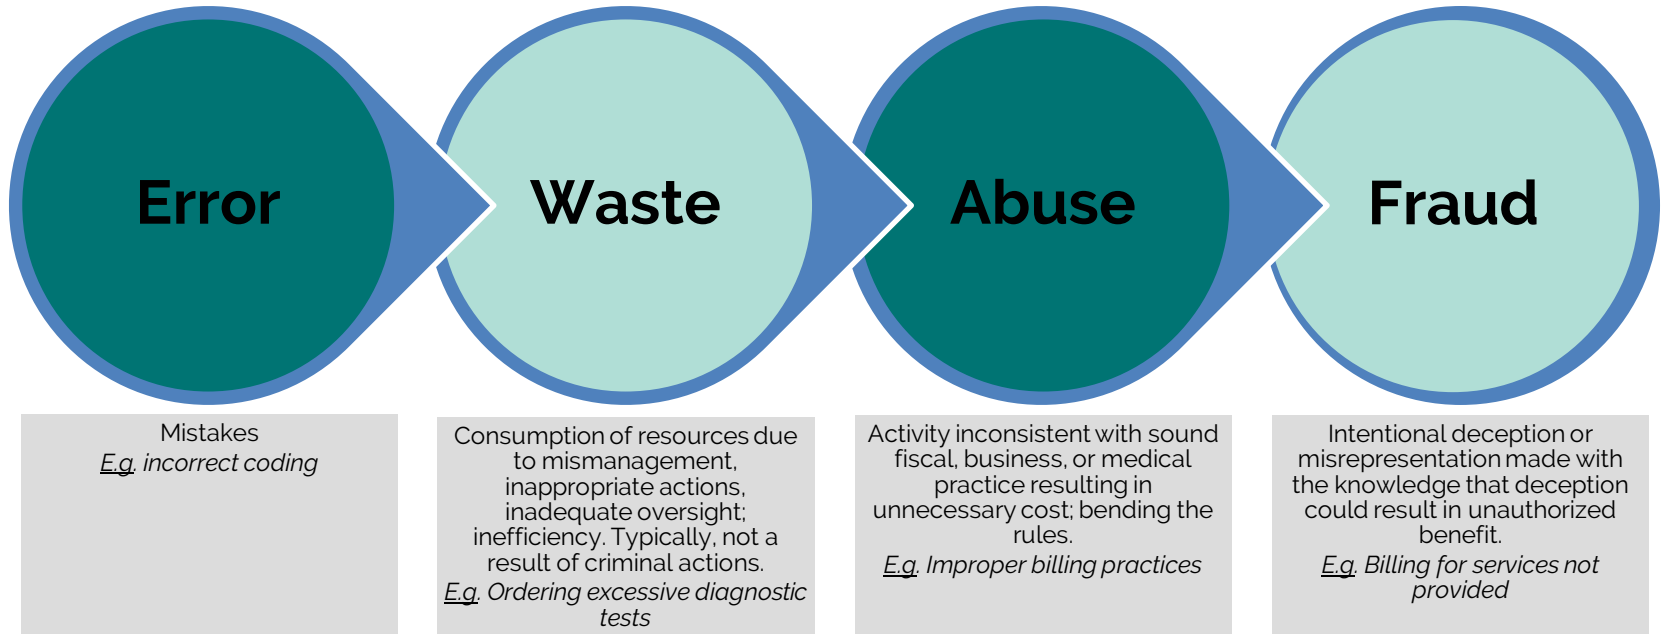 Error
Waste
Abuse
Fraud
Mistakes
E.g. incorrect coding
Consumption of resources due
to mismanagement,
inappropriate actions,
inadequate oversight;
inefficiency. Typically, not a
result of criminal actions.
E.g. Ordering excessive diagnostic
tests
Activity inconsistent with sound
fiscal, business, or medical
practice resulting in
unnecessary cost; bending the
rules.
E.g. Improper billing practices
Intentional deception or
misrepresentation made with
the knowledge that deception
could result in unauthorized
benefit.
E.g. Billing for services not
provided